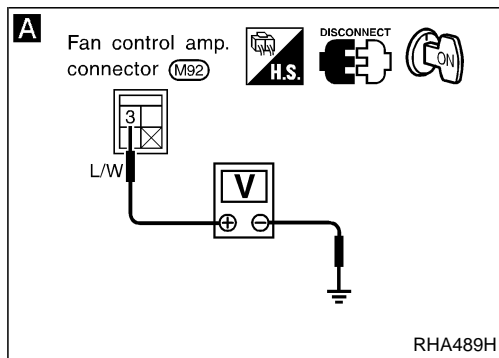 A
Fan control amp.
connector (M92)
H.S.
DISCONNECT
ON
3
L/W
V
+ −
RHA489H